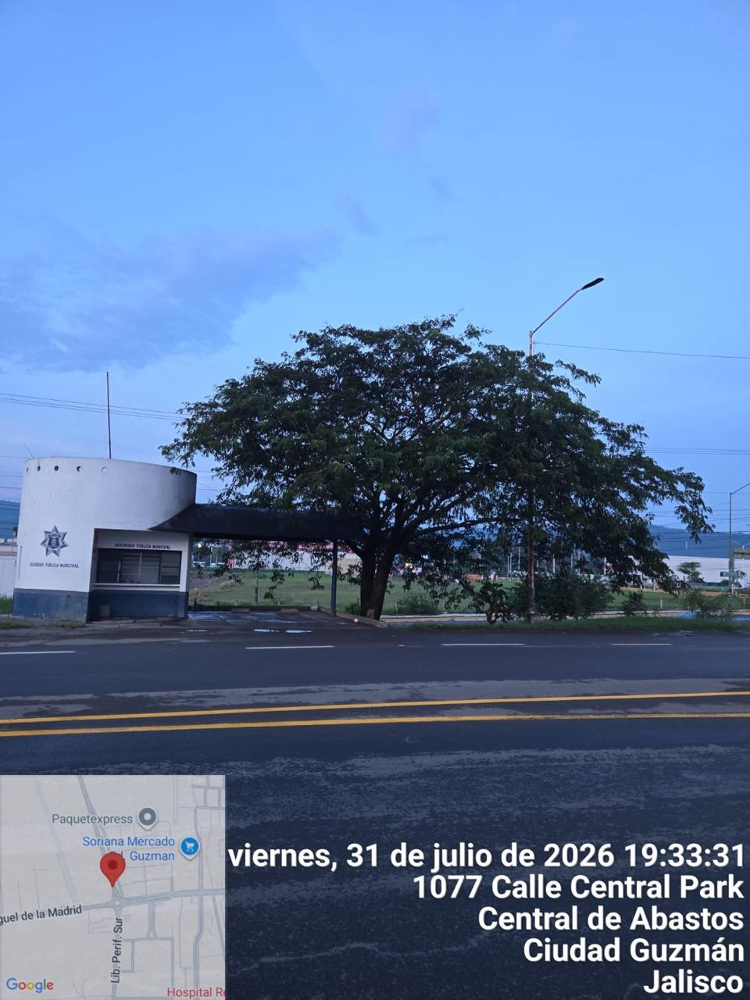 SEGURIDAD PUBLICA MUNICIPAL
SEGURIDAD PUBLICA MUNICIPAL
Paquetexpress
Soriana Mercado
Guzman
guel de la Madrid
Lib. Perif. Sur
Google
Hospital Re
viernes, 31 de julio de 2026 19:33:31
1077 Calle Central Park
Central de Abastos
Ciudad Guzmán
Jalisco